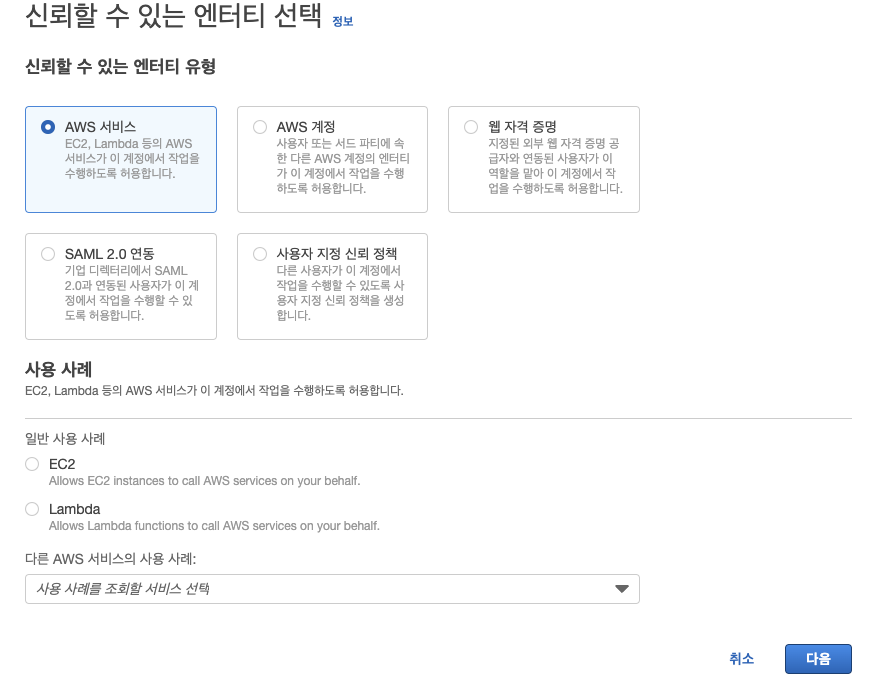 신뢰할 수 있는 엔터티 선택 정보
신뢰할 수 있는 엔터티 유형
AWS 서비스
EC2, Lambda 등의 AWS
서비스가 이 계정에서 작업을
수행하도록 허용합니다.
AWS 계정
사용자 또는 서드 파티에 속
한 다른 AWS 계정의 엔터티
가 이 계정에서 작업을 수행
하도록 허용합니다.
웹 자격 증명
지정된 외부 웹 자격 증명 공
급자와 연동된 사용자가 이
역할을 맡아 이 계정에서 작
업을 수행하도록 허용합니다.
SAML 2.0 연동
기업 디렉터리에서 SAML
2.0과 연동된 사용자가 이 계
정에서 작업을 수행할 수 있
도록 허용합니다.
사용자 지정 신뢰 정책
다른 사용자가 이 계정에서
작업을 수행할 수 있도록 사
용자 지정 신뢰 정책을 생성
합니다.
사용 사례
EC2, Lambda 등의 AWS 서비스가 이 계정에서 작업을 수행하도록 허용합니다.
일반 사용 사례
EC2
Allows EC2 instances to call AWS services on your behalf.
Lambda
Allows Lambda functions to call AWS services on your behalf.
다른 AWS 서비스의 사용 사례:
사용 사례를 조회할 서비스 선택
취소
다음